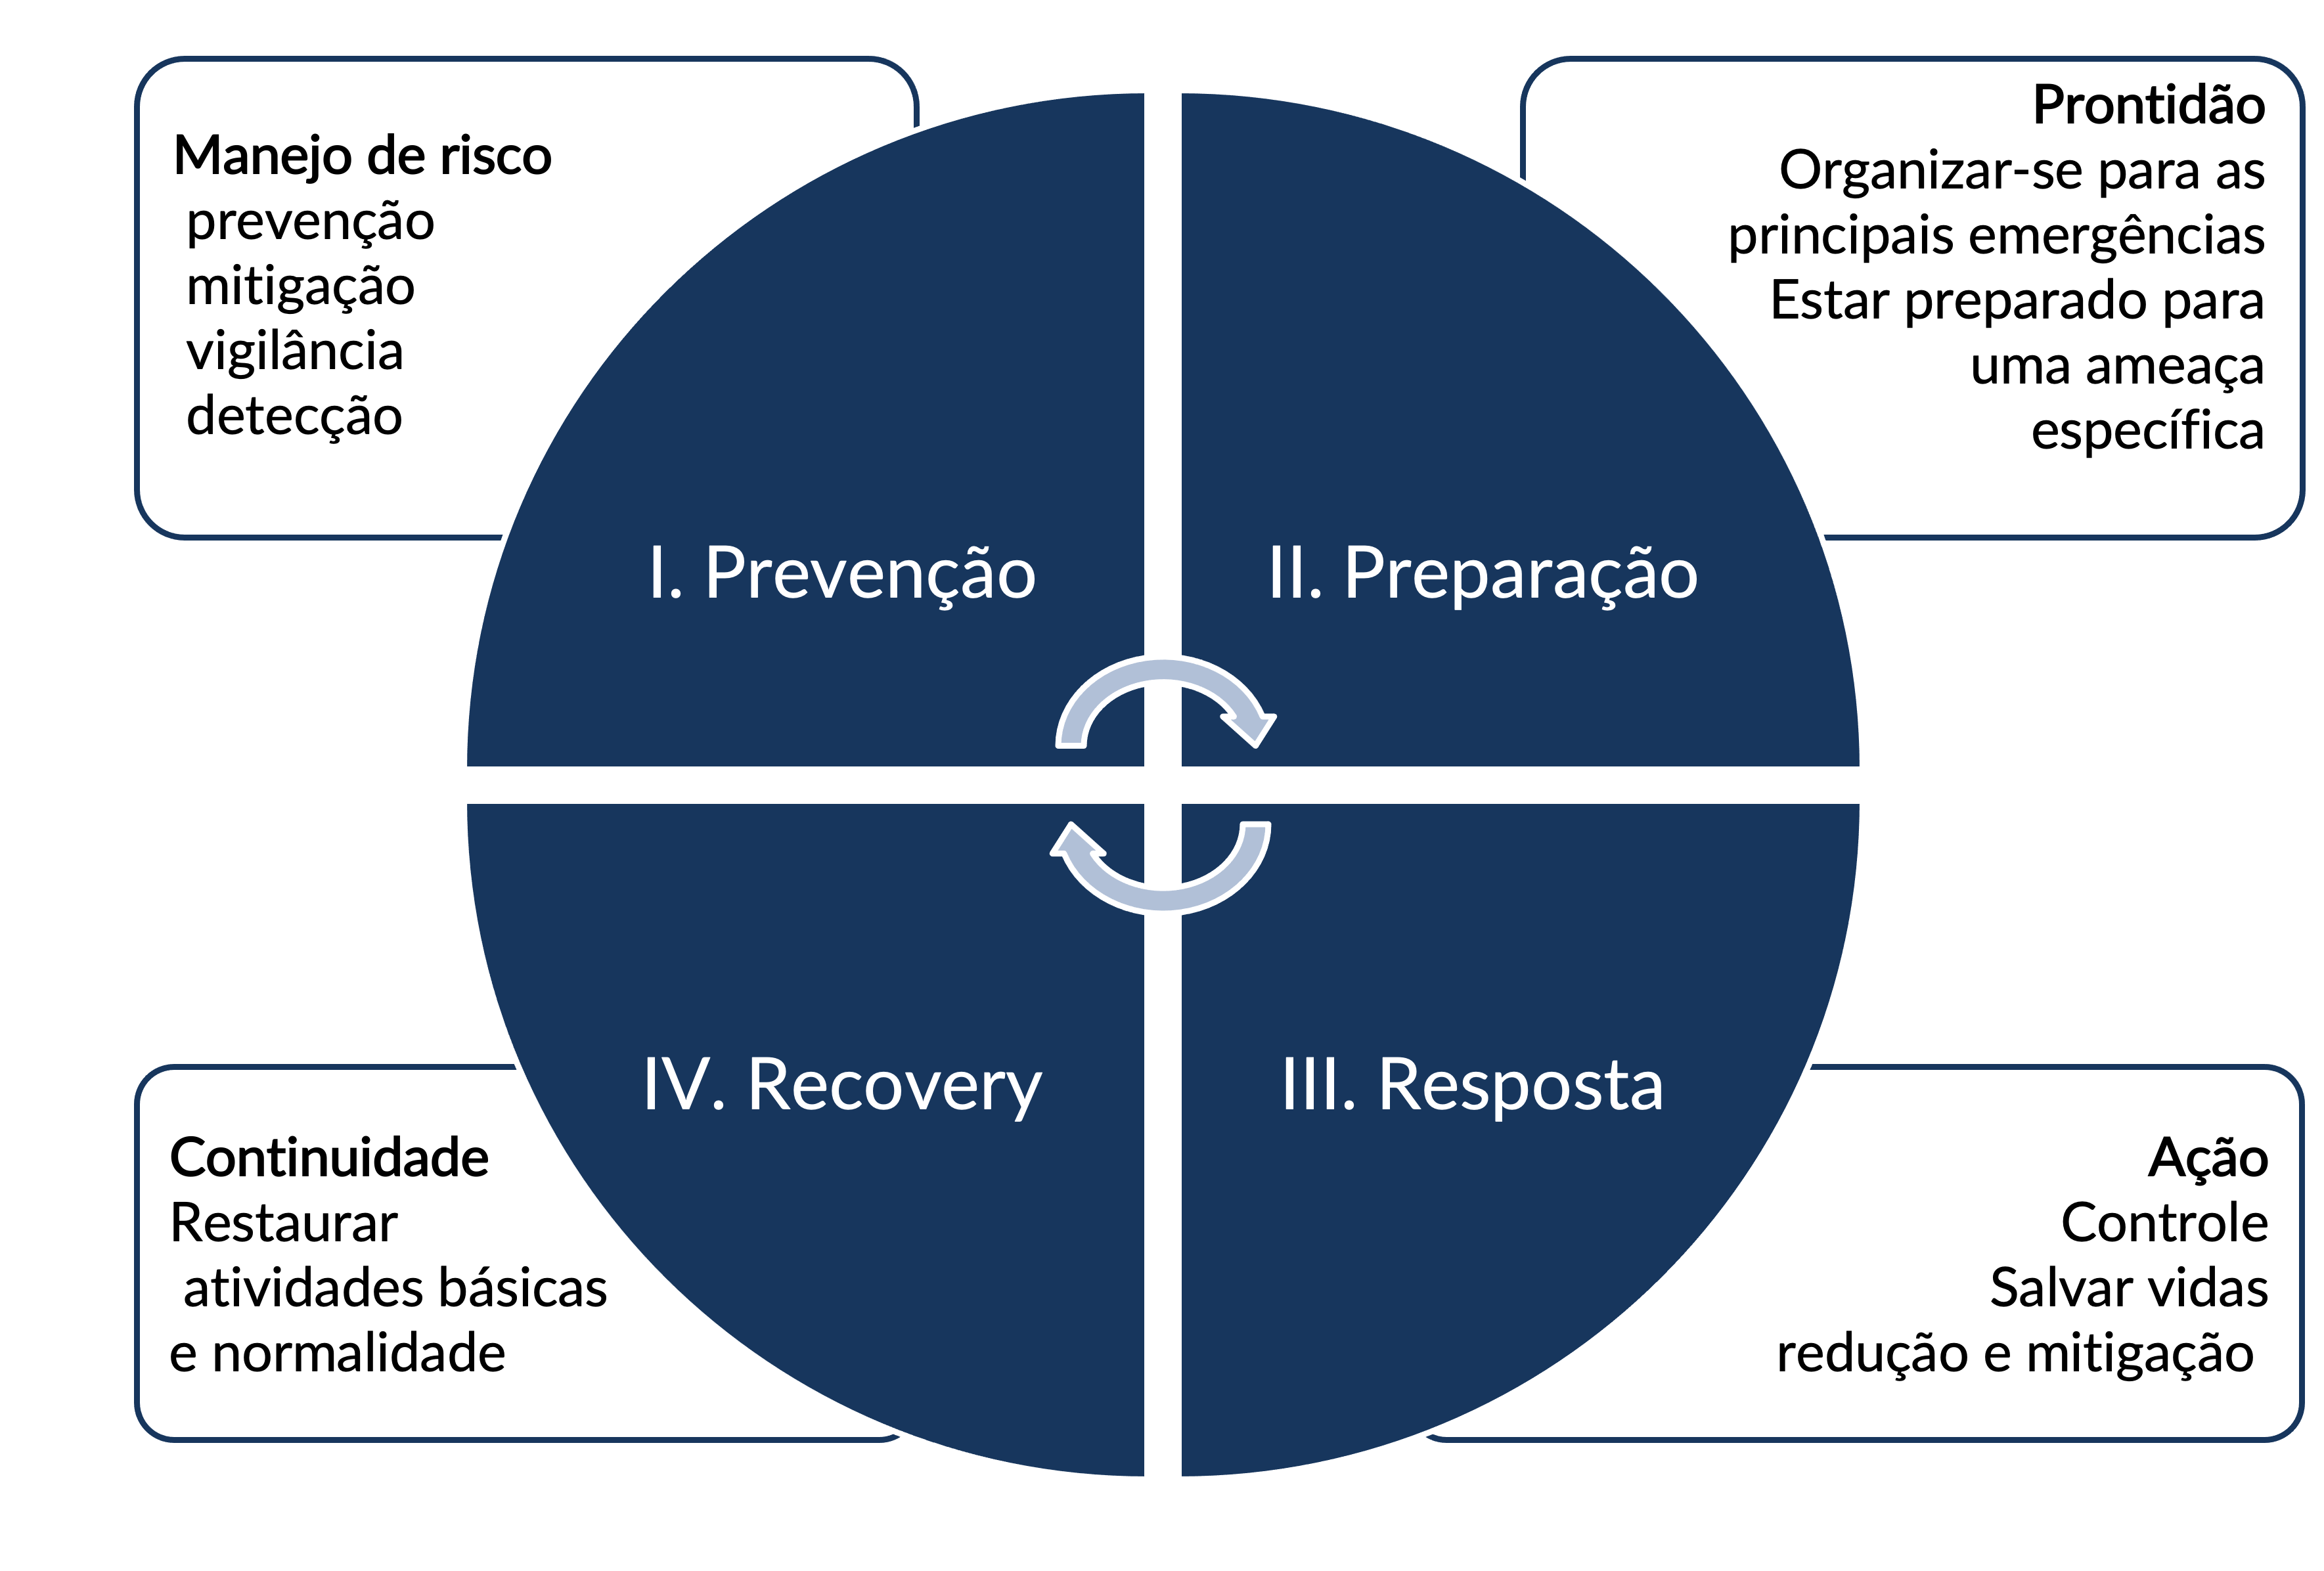 Manejo de risco
prevenção
mitigação
vigilância
detecção
Prontidão
Organizar-se para as
principais emergências
Estar preparado para
uma ameaça
específica
I. Prevenção
II. Preparação
IV. Recovery
III. Resposta
Continuidade
Restaurar
atividades básicas
e normalidade
Ação
Controle
Salvar vidas
redução e mitigação